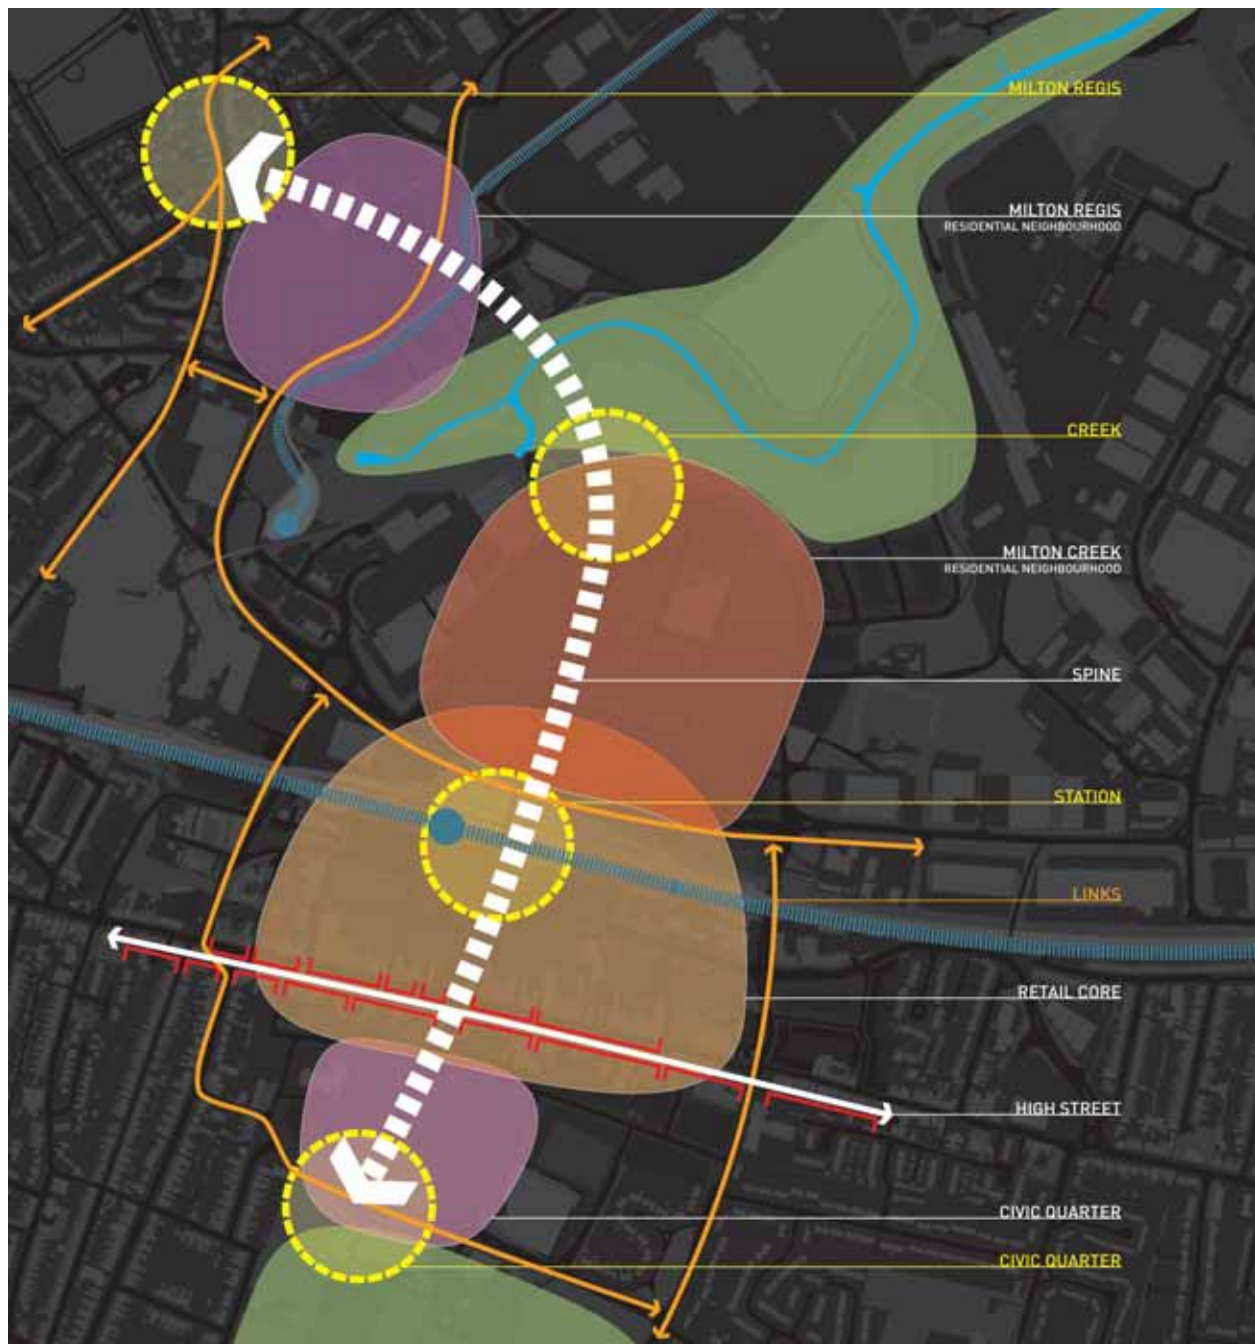 MILTON REGIS
MILTON REGIS
RESIDENTIAL NEIGHBOURHOOD
CREEK
MILTON CREEK
RESIDENTIAL NEIGHBOURHOOD
SPINE
STATION
LINKS
RETAIL CORE
HIGH STREET
CIVIC QUARTER
CIVIC QUARTER